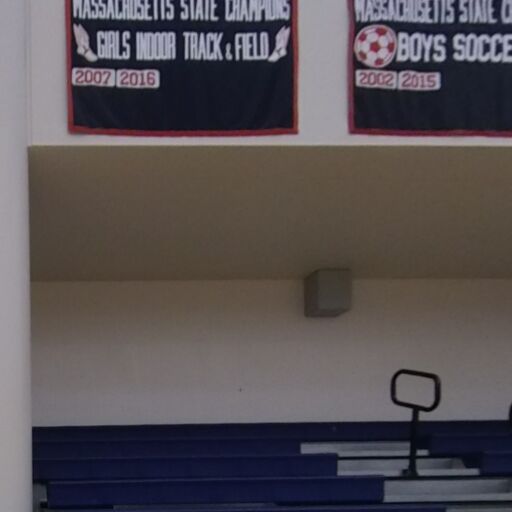 MASSACHUSETTS STATE CHAMPIONS
GIRLS INDOOR TRACK & FIELD
2007 2016
MASSACHUSETTS STATE C
BOYS SOCCE
2002 2015